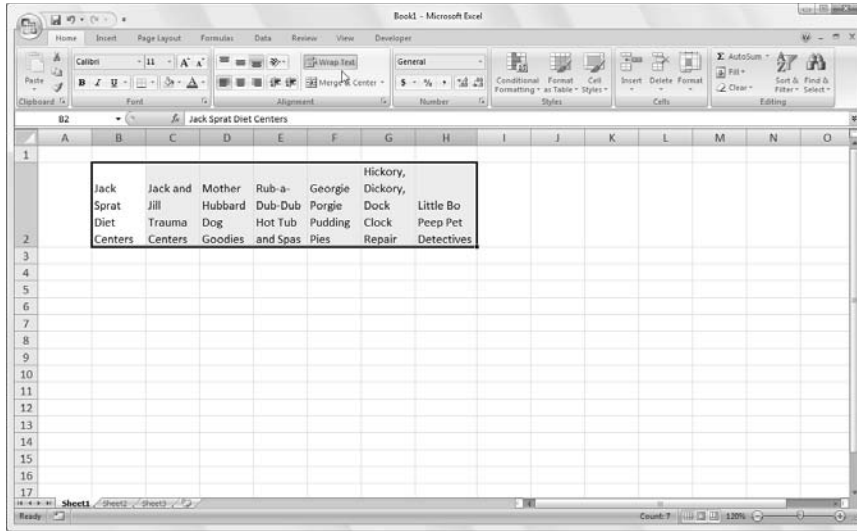 Book1 - Microsoft Excel
Home Insert Page Layout Formulas Data Review View Developer
Calibri 11 A A Wrap Text General Σ AutoSum
Paste B I U A Merge & Center $ % , Conditional Formatting Format as Table Cell Styles Insert Delete Format Fill Clear Sort & Filter Find & Select
Clipboard Font Alignment Number Styles Cells Editing
B2 fx Jack Sprat Diet Centers
A B C D E F G H I J K L M N O
1
Hickory,
Jack Jack and Mother Rub-a- Georgie Dickory,
Sprat Jill Hubbard Dub-Dub Porgie Dock Little Bo
Diet Trauma Dog Hot Tub Pudding Clock Peep Pet
2 Centers Centers Goodies and Spas Pies Repair Detectives
3
4
5
6
7
8
9
10
11
12
13
14
15
16
17
Sheet1 Sheet2 Sheet3
Ready Count: 7 120%